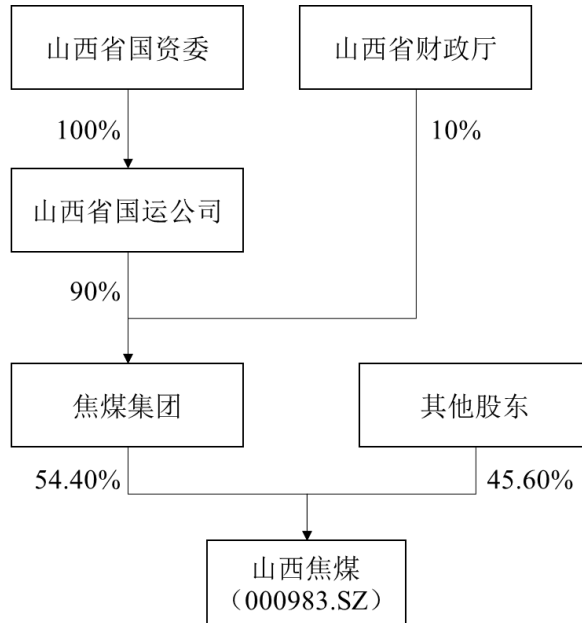 山西省国资委
山西省财政厅
100%
10%
山西省国运公司
90%
焦煤集团
其他股东
54.40%
45.60%
山西焦煤
（000983.SZ）